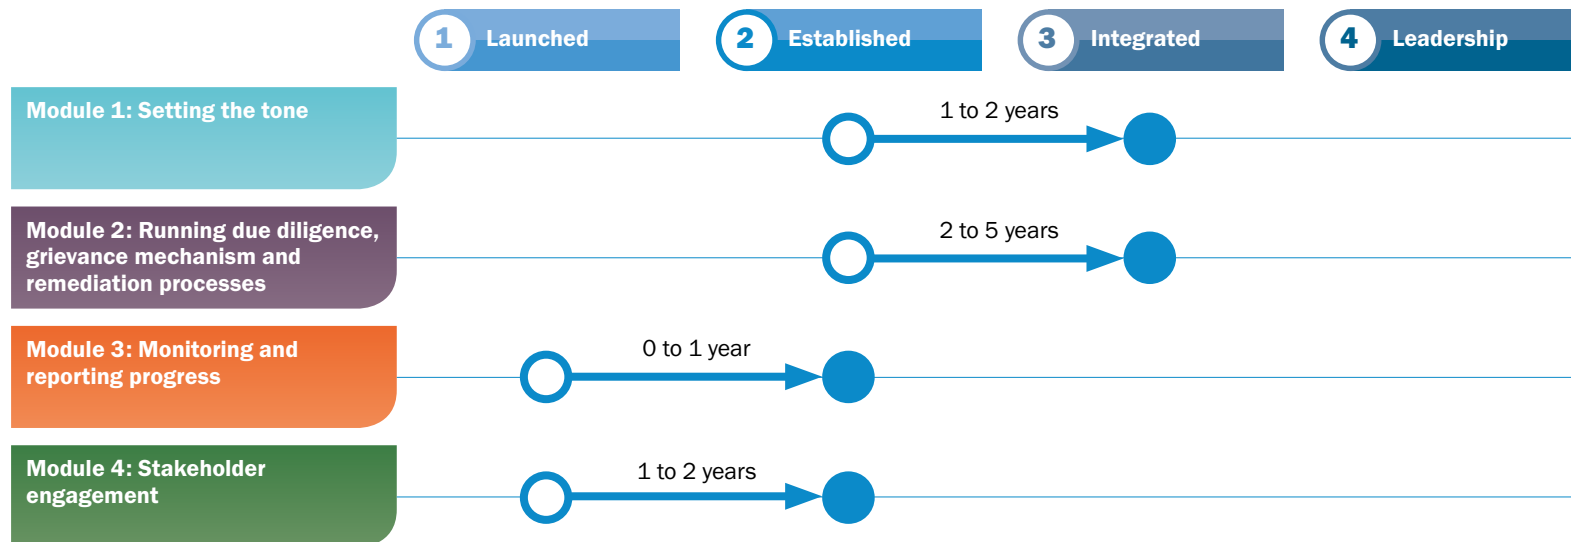 1 Launched
2 Established
3 Integrated
4 Leadership
Module 1: Setting the tone
1 to 2 years
Module 2: Running due diligence,
grievance mechanism and
remediation processes
2 to 5 years
Module 3: Monitoring and
reporting progress
0 to 1 year
Module 4: Stakeholder
engagement
1 to 2 years